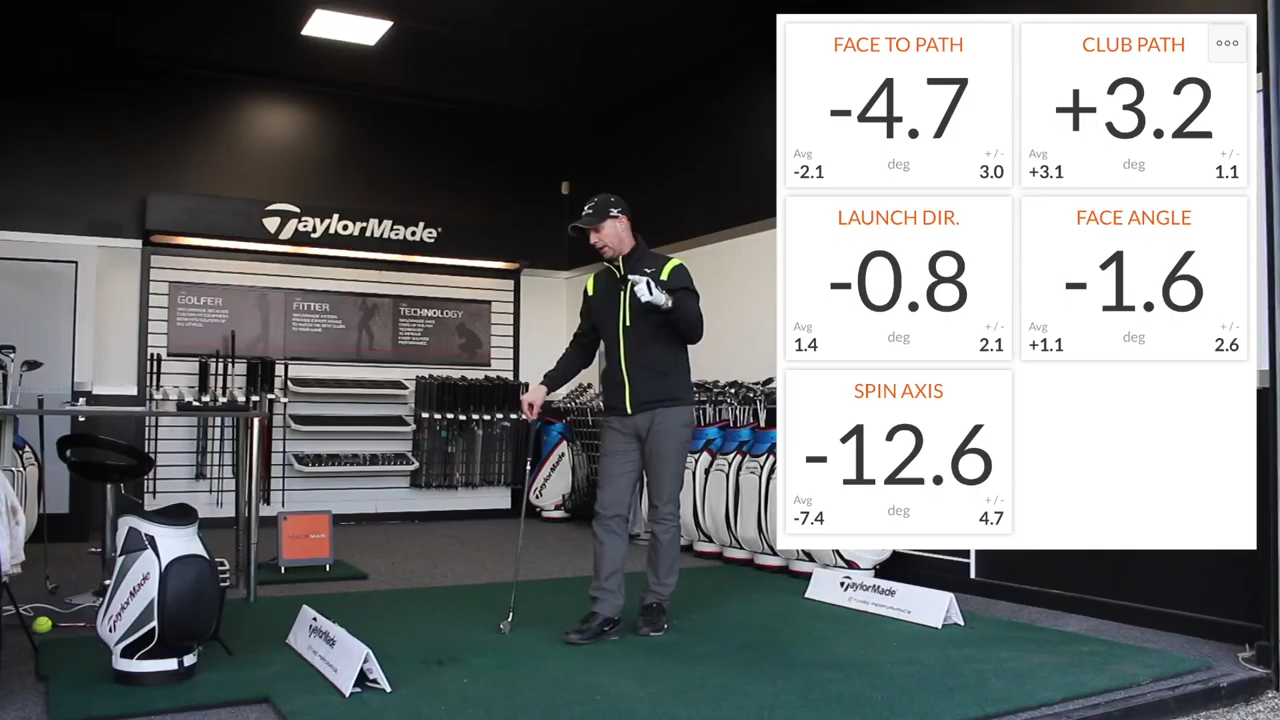 FACE TO PATH
-4.7
Avg
-2.1
deg
+ / -
3.0
CLUB PATH
+3.2
Avg
+3.1
deg
+ / -
1.1
LAUNCH DIR.
-0.8
Avg
1.4
deg
+ / -
2.1
FACE ANGLE
-1.6
Avg
+1.1
deg
+ / -
2.6
SPIN AXIS
-12.6
Avg
-7.4
deg
+ / -
4.7
TaylorMade
GOLFER
FITTER
TECHNOLOGY
TaylorMade
TaylorMade
TaylorMade
TaylorMade